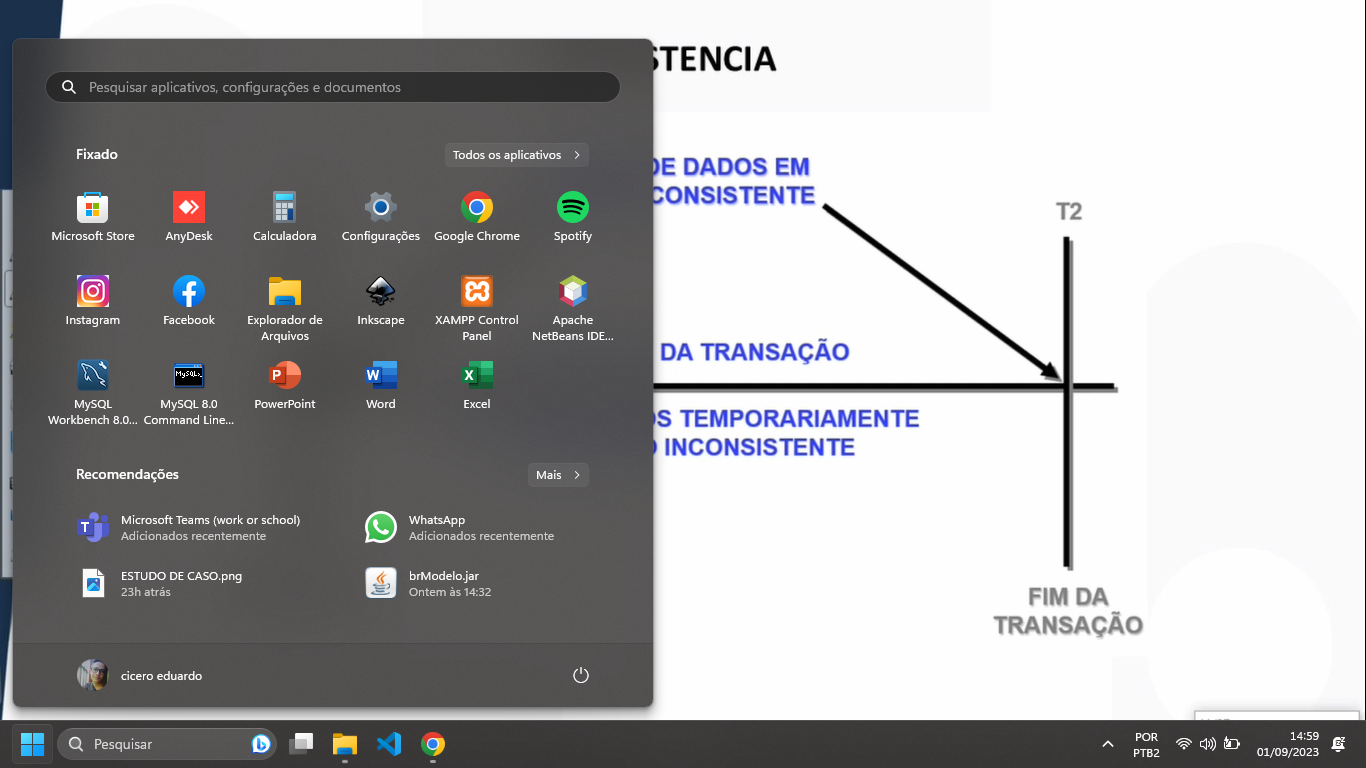 STENCIA
Pesquisar aplicativos, configurações e documentos
Fixado
Todos os aplicativos
DE DADOS EM
CONSISTENTE
T2
Microsoft Store
AnyDesk
Calculadora
Configurações
Google Chrome
Spotify
Instagram
Facebook
Explorador de
Arquivos
Inkscape
XAMPP Control
Panel
Apache
NetBeans IDE...
DA TRANSAÇÃO
MySQL
Workbench 8.0...
MySQL 8.0
Command Line...
PowerPoint
Word
Excel
OS TEMPORARIAMENTE
O INCONSISTENTE
Recomendações
Mais
Microsoft Teams (work or school)
Adicionados recentemente
WhatsApp
Adicionados recentemente
ESTUDO DE CASO.png
23h atrás
brModelo.jar
Ontem às 14:32
FIM DA
TRANSAÇÃO
cicero eduardo
Pesquisar
POR
PTB2
14:59
01/09/2023